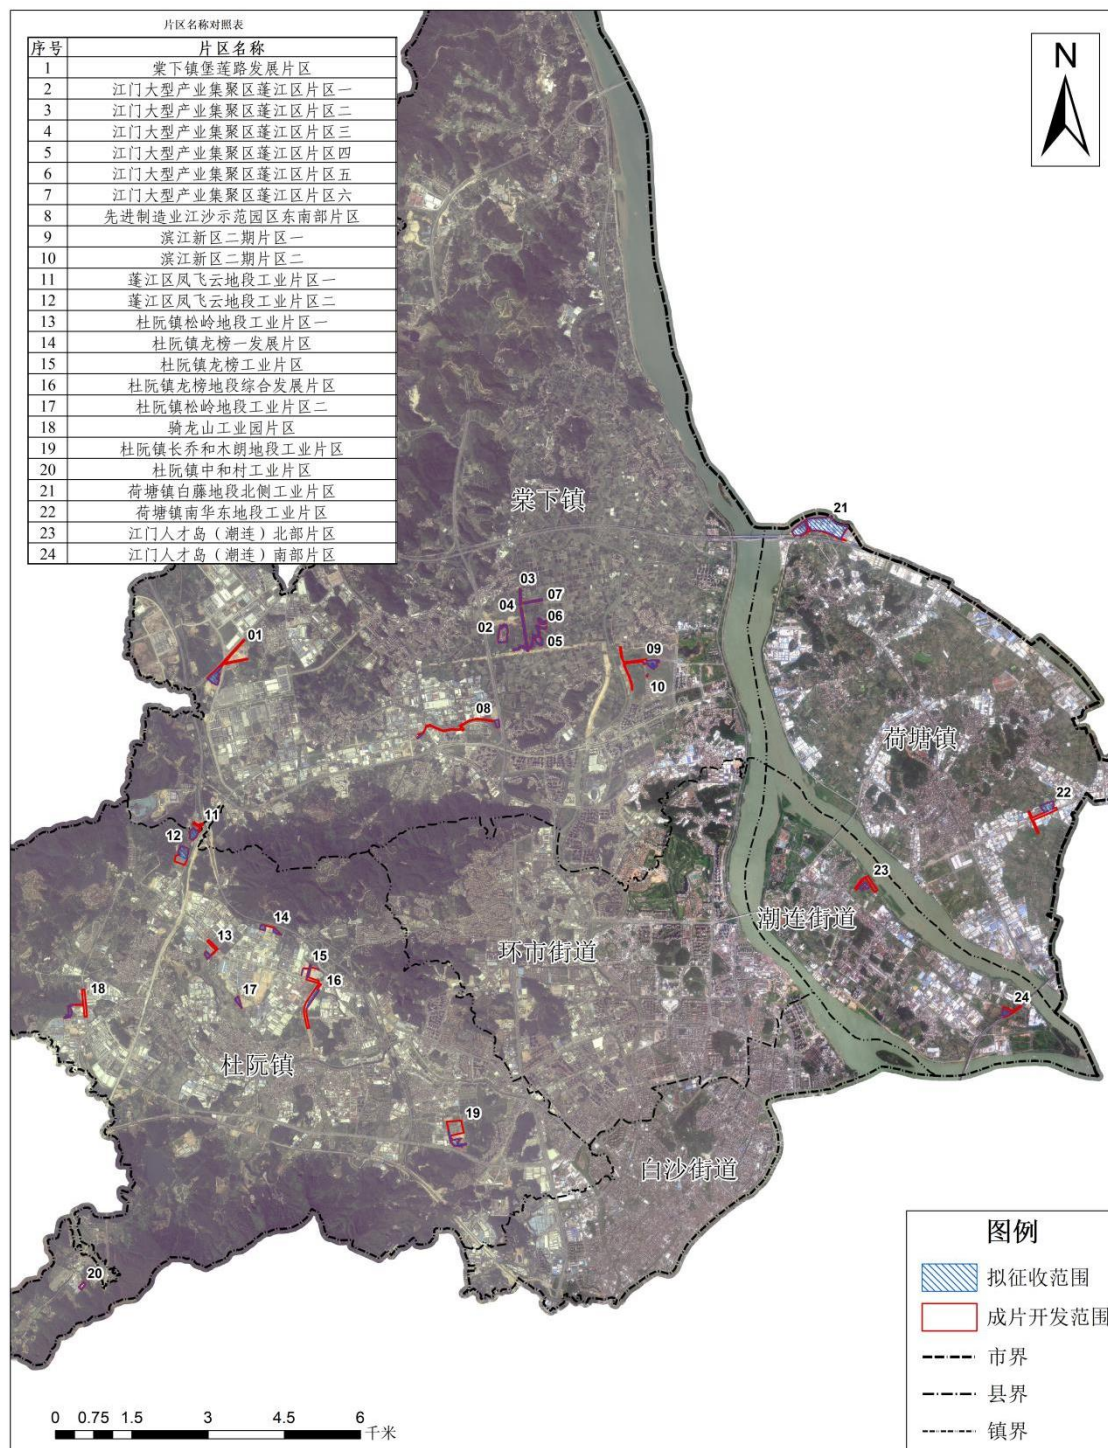 片区名称对照表
序号 片区名称
1 棠下镇堡莲路发展片区
2 江门大型产业集聚区蓬江区片区一
3 江门大型产业集聚区蓬江区片区二
4 江门大型产业集聚区蓬江区片区三
5 江门大型产业集聚区蓬江区片区四
6 江门大型产业集聚区蓬江区片区五
7 江门大型产业集聚区蓬江区片区六
8 先进制造业江沙示范园区东南部片区
9 滨江新区二期片区一
10 滨江新区二期片区二
11 蓬江区凤飞云地段工业片区一
12 蓬江区凤飞云地段工业片区二
13 杜阮镇松岭地段工业片区一
14 杜阮镇龙榜一发展片区
15 杜阮镇龙榜工业片区
16 杜阮镇龙榜地段综合发展片区
17 杜阮镇松岭地段工业片区二
18 骑龙山工业园片区
19 杜阮镇长乔和木朗地段工业片区
20 杜阮镇中和村工业片区
21 荷塘镇白藤地段北侧工业片区
22 荷塘镇南华东地段工业片区
23 江门人才岛（潮连）北部片区
24 江门人才岛（潮连）南部片区
N
棠下镇
21
03
04 07
02 06
05
01
09
10
08
荷塘镇
22
11
12
23
潮连街道
14
13
环市街道
15
16
17
18
24
杜阮镇
19
白沙街道
20
图例
拟征收范围
成片开发范围
市界
县界
镇界
0 0.75 1.5 3 4.5 6
千米